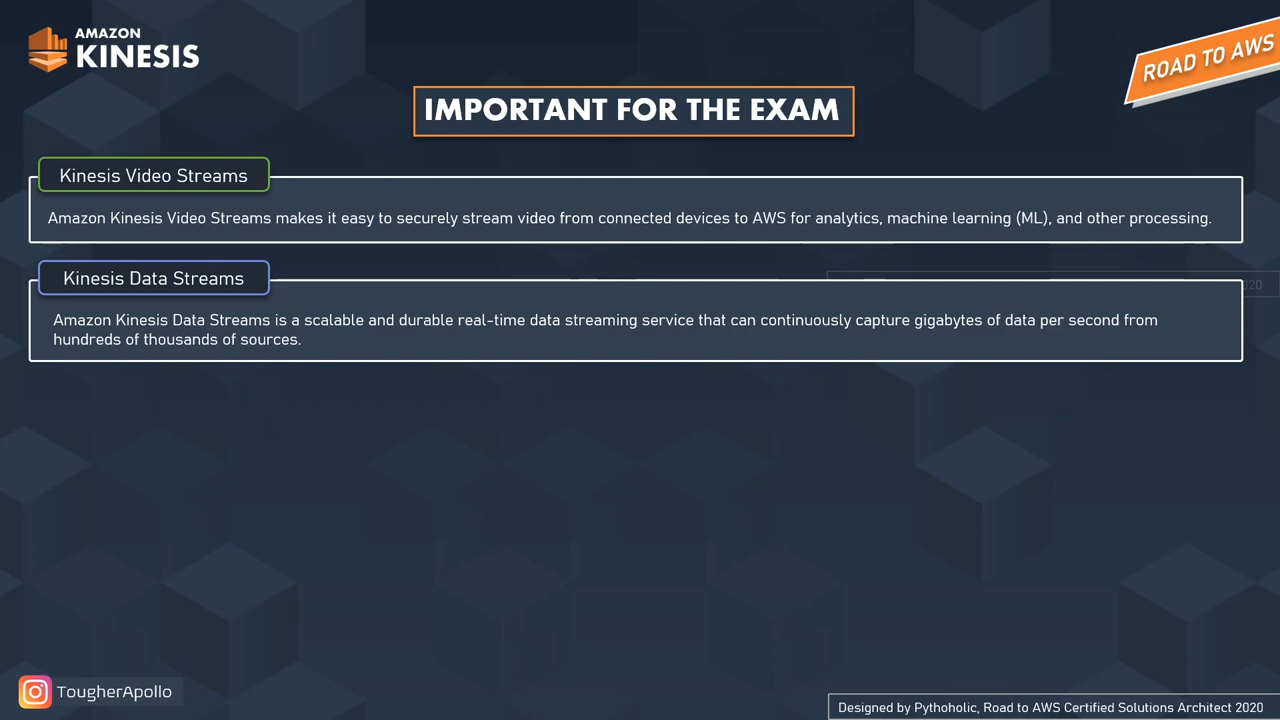 AMAZON
KINESIS
ROAD TO AWS
IMPORTANT FOR THE EXAM
Kinesis Video Streams
Amazon Kinesis Video Streams makes it easy to securely stream video from connected devices to AWS for analytics, machine learning (ML), and other processing.
Kinesis Data Streams
020
Amazon Kinesis Data Streams is a scalable and durable real-time data streaming service that can continuously capture gigabytes of data per second from
hundreds of thousands of sources.
TougherApollo
Designed by Pythoholic, Road to AWS Certified Solutions Architect 2020